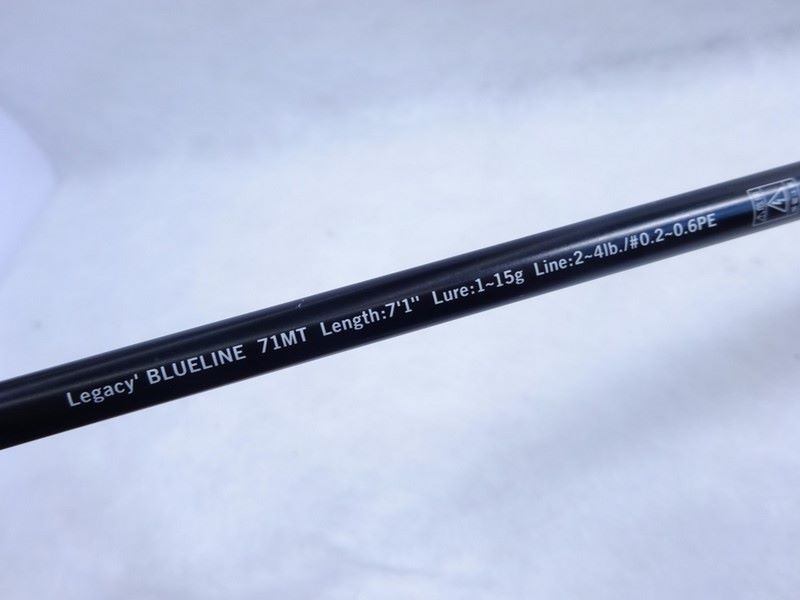 Legacy' BLUELINE 71MT Length:7'1" Lure:1~15g Line:2~4lb./#0.2~0.6PE